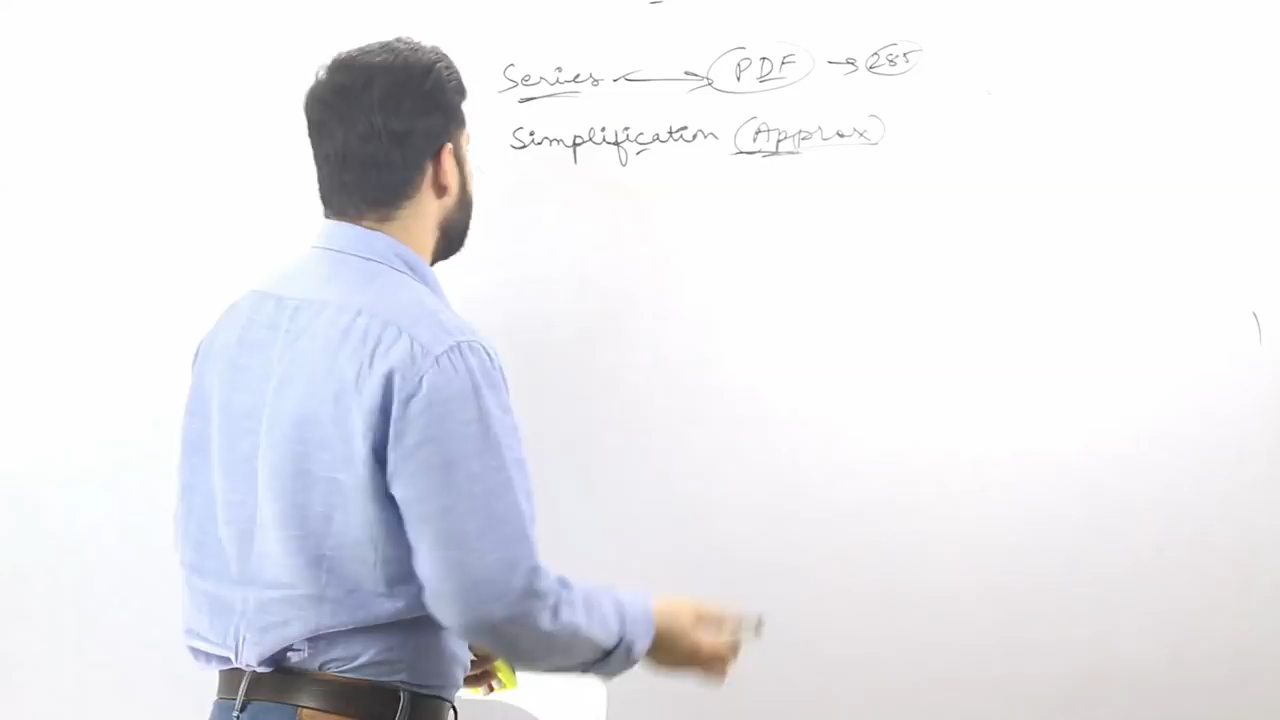 Series ⟷ PDF → 285
Simplification (Approx)